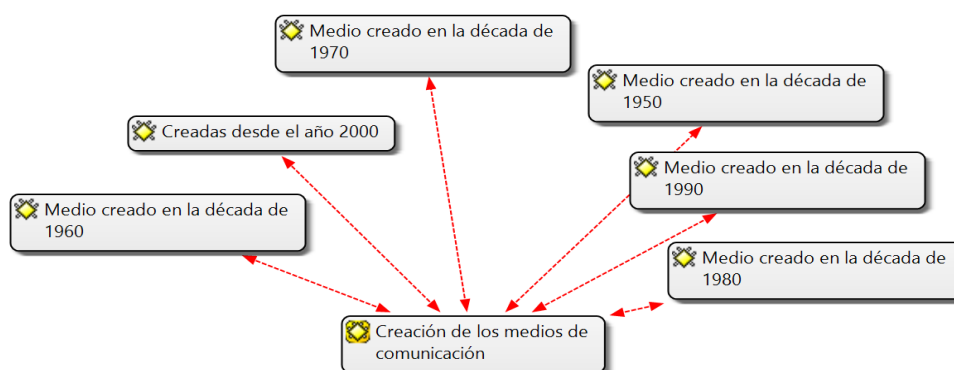 Medio creado en la década de
1970
Medio creado en la década de
1950
Creadas desde el año 2000
Medio creado en la década de
1990
Medio creado en la década de
1960
Medio creado en la década de
1980
Creación de los medios de
comunicación